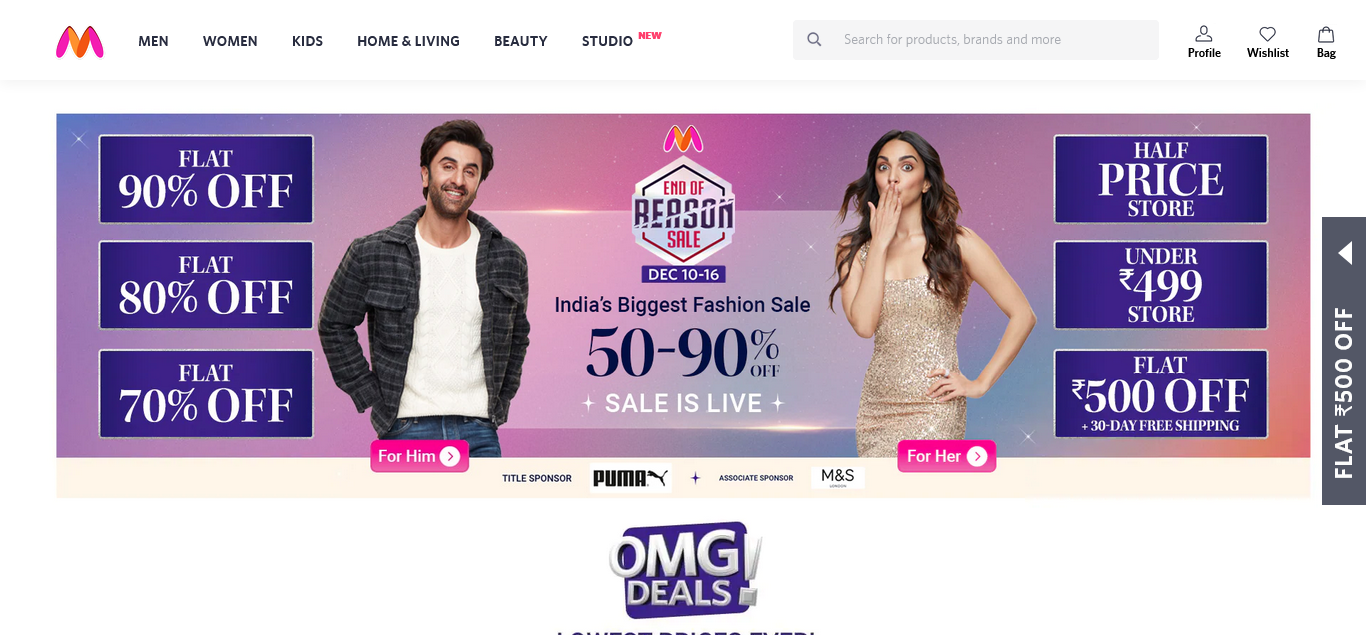 MEN
WOMEN
KIDS
HOME & LIVING
BEAUTY
STUDIO NEW
Search for products, brands and more
Profile
Wishlist
Bag
FLAT
90% OFF
FLAT
80% OFF
FLAT
70% OFF
END OF
REASON
SALE
DEC 10-16
India's Biggest Fashion Sale
50-90% OFF
SALE IS LIVE
HALF
PRICE
STORE
UNDER
₹499
STORE
FLAT
₹500 OFF
+ 30-DAY FREE SHIPPING
For Him
For Her
TITLE SPONSOR
PUMA
ASSOCIATE SPONSOR
M&S
LONDON
FLAT ₹500 OFF
OMG!
DEALS
LOWEST PRICES EVER!